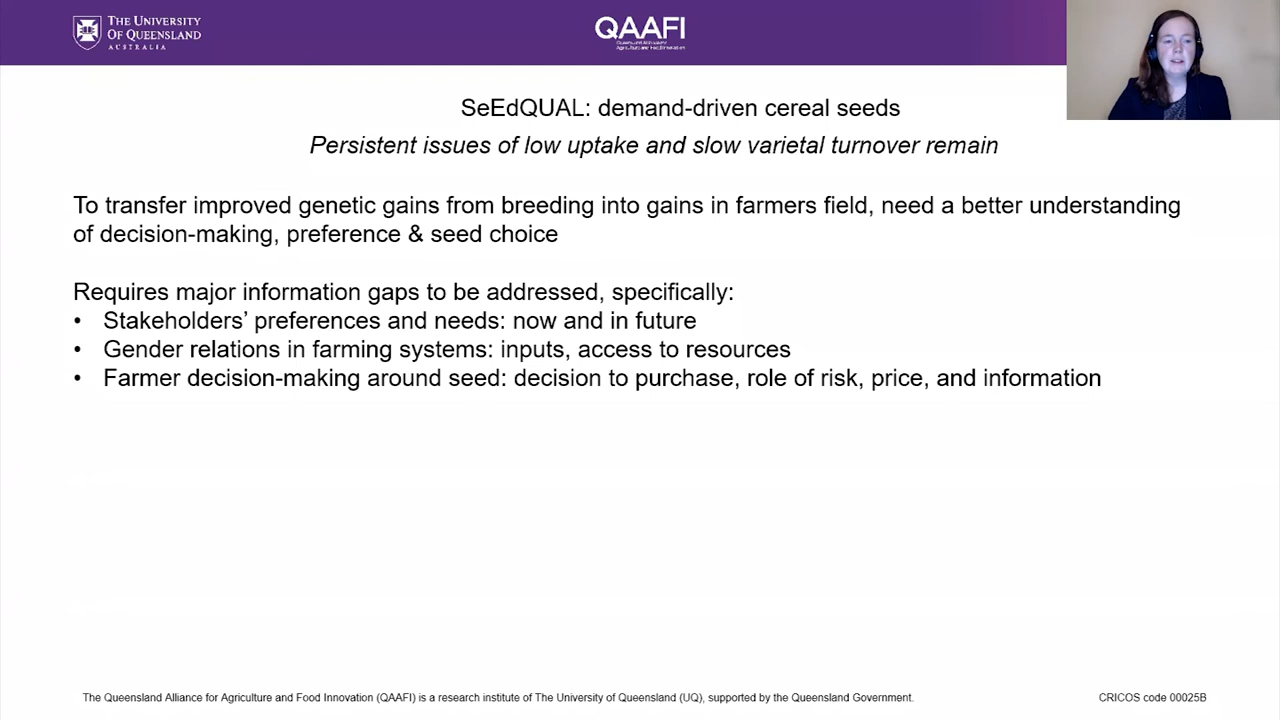 THE UNIVERSITY
OF QUEENSLAND
AUSTRALIA
QAAFI
SeEdQUAL: demand-driven cereal seeds
Persistent issues of low uptake and slow varietal turnover remain
To transfer improved genetic gains from breeding into gains in farmers field, need a better understanding
of decision-making, preference & seed choice
Requires major information gaps to be addressed, specifically:
• Stakeholders’ preferences and needs: now and in future
• Gender relations in farming systems: inputs, access to resources
• Farmer decision-making around seed: decision to purchase, role of risk, price, and information
The Queensland Alliance for Agriculture and Food Innovation (QAAFI) is a research institute of The University of Queensland (UQ), supported by the Queensland Government.
CRICOS code 00025B